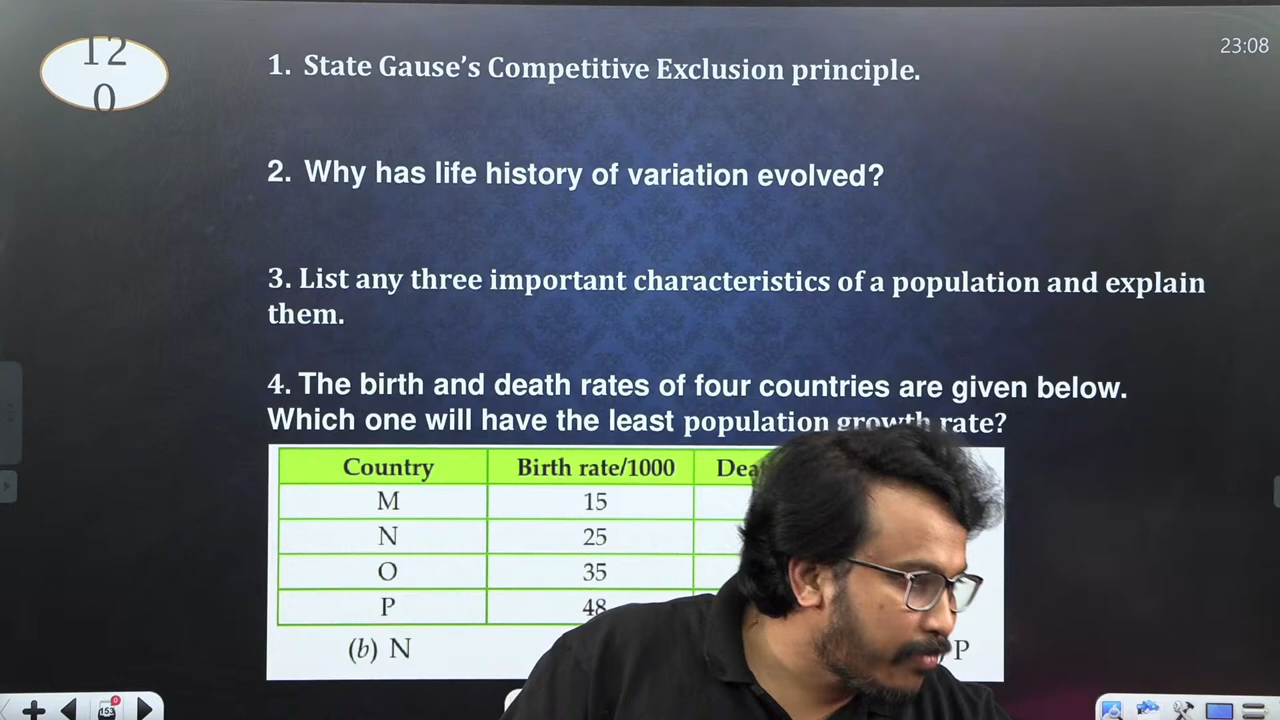 12
0
23:08
1. State Gause's Competitive Exclusion principle.
2. Why has life history of variation evolved?
3. List any three important characteristics of a population and explain
them.
4. The birth and death rates of four countries are given below.
Which one will have the least population growth rate?
Country Birth rate/1000
M 15
N 25
O 35
P 48
(b) N P
153